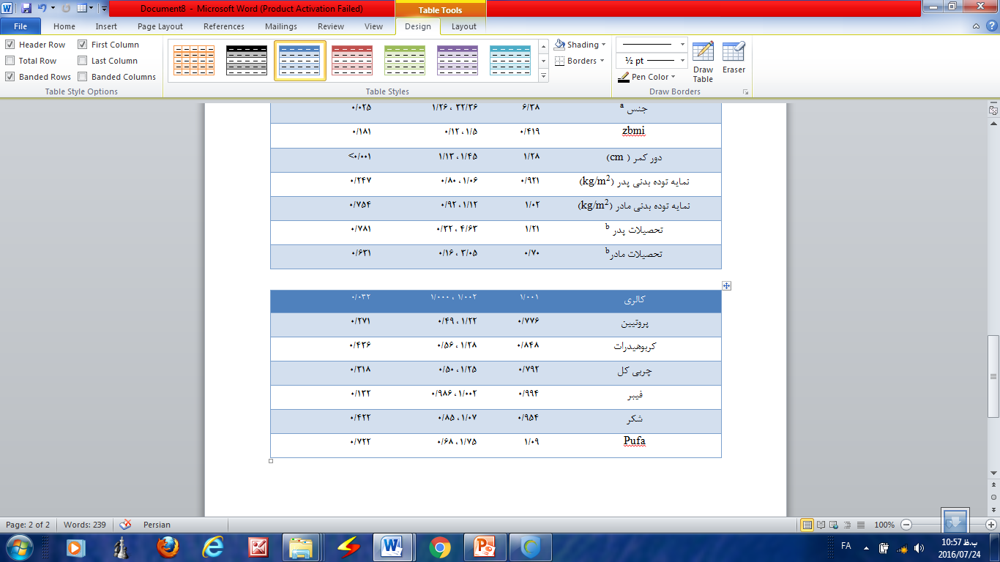 Document8 - Microsoft Word (Product Activation Failed)
Table Tools
File Home Insert Page Layout References Mailings Review View Design Layout
Header Row First Column
Total Row Last Column
Banded Rows Banded Columns
Table Style Options
Table Styles
Shading
Borders
½ pt
Pen Color
Draw Table
Eraser
Draw Borders
جنس a ۶/۳۸ ۱/۲۶ ، ۳۲/۳۶ ۰/۰۲۵
zbmi ۰/۴۱۹ ۰/۱۲ ، ۱/۵ ۰/۱۸۱
دور کمر ( cm) ۱/۲۸ ۱/۱۳ ، ۱/۴۵ <۰/۰۰۱
نمایه توده بدنی پدر (kg/m2) ۰/۹۲۱ ۰/۸۰ ، ۱/۰۶ ۰/۲۴۷
نمایه توده بدنی مادر (kg/m2) ۱/۰۲ ۰/۹۲ ، ۱/۱۲ ۰/۷۵۴
تحصیلات پدر b ۱/۲۱ ۰/۳۲ ، ۴/۶۳ ۰/۷۸۱
تحصیلات مادر b ۰/۷۰ ۰/۱۶ ، ۳/۰۵ ۰/۶۳۱
کالری ۱/۰۰۱ ۱/۰۰۰ ، ۱/۰۰۲ ۰/۰۳۲
پروتیین ۰/۷۷۶ ۰/۴۹ ، ۱/۲۲ ۰/۲۷۱
کربوهیدرات ۰/۸۴۸ ۰/۵۶ ، ۱/۲۸ ۰/۴۳۶
چربی کل ۰/۷۹۲ ۰/۵۰ ، ۱/۲۵ ۰/۳۱۸
فیبر ۰/۹۹۴ ۰/۹۸۶ ، ۱/۰۰۲ ۰/۱۳۲
شکر ۰/۹۵۴ ۰/۸۵ ، ۱/۰۷ ۰/۴۲۲
Pufa ۱/۰۹ ۰/۶۸ ، ۱/۷۵ ۰/۷۲۲
Page: 2 of 2 Words: 239 Persian 100%
FA
10:57 ب.ظ
2016/07/24